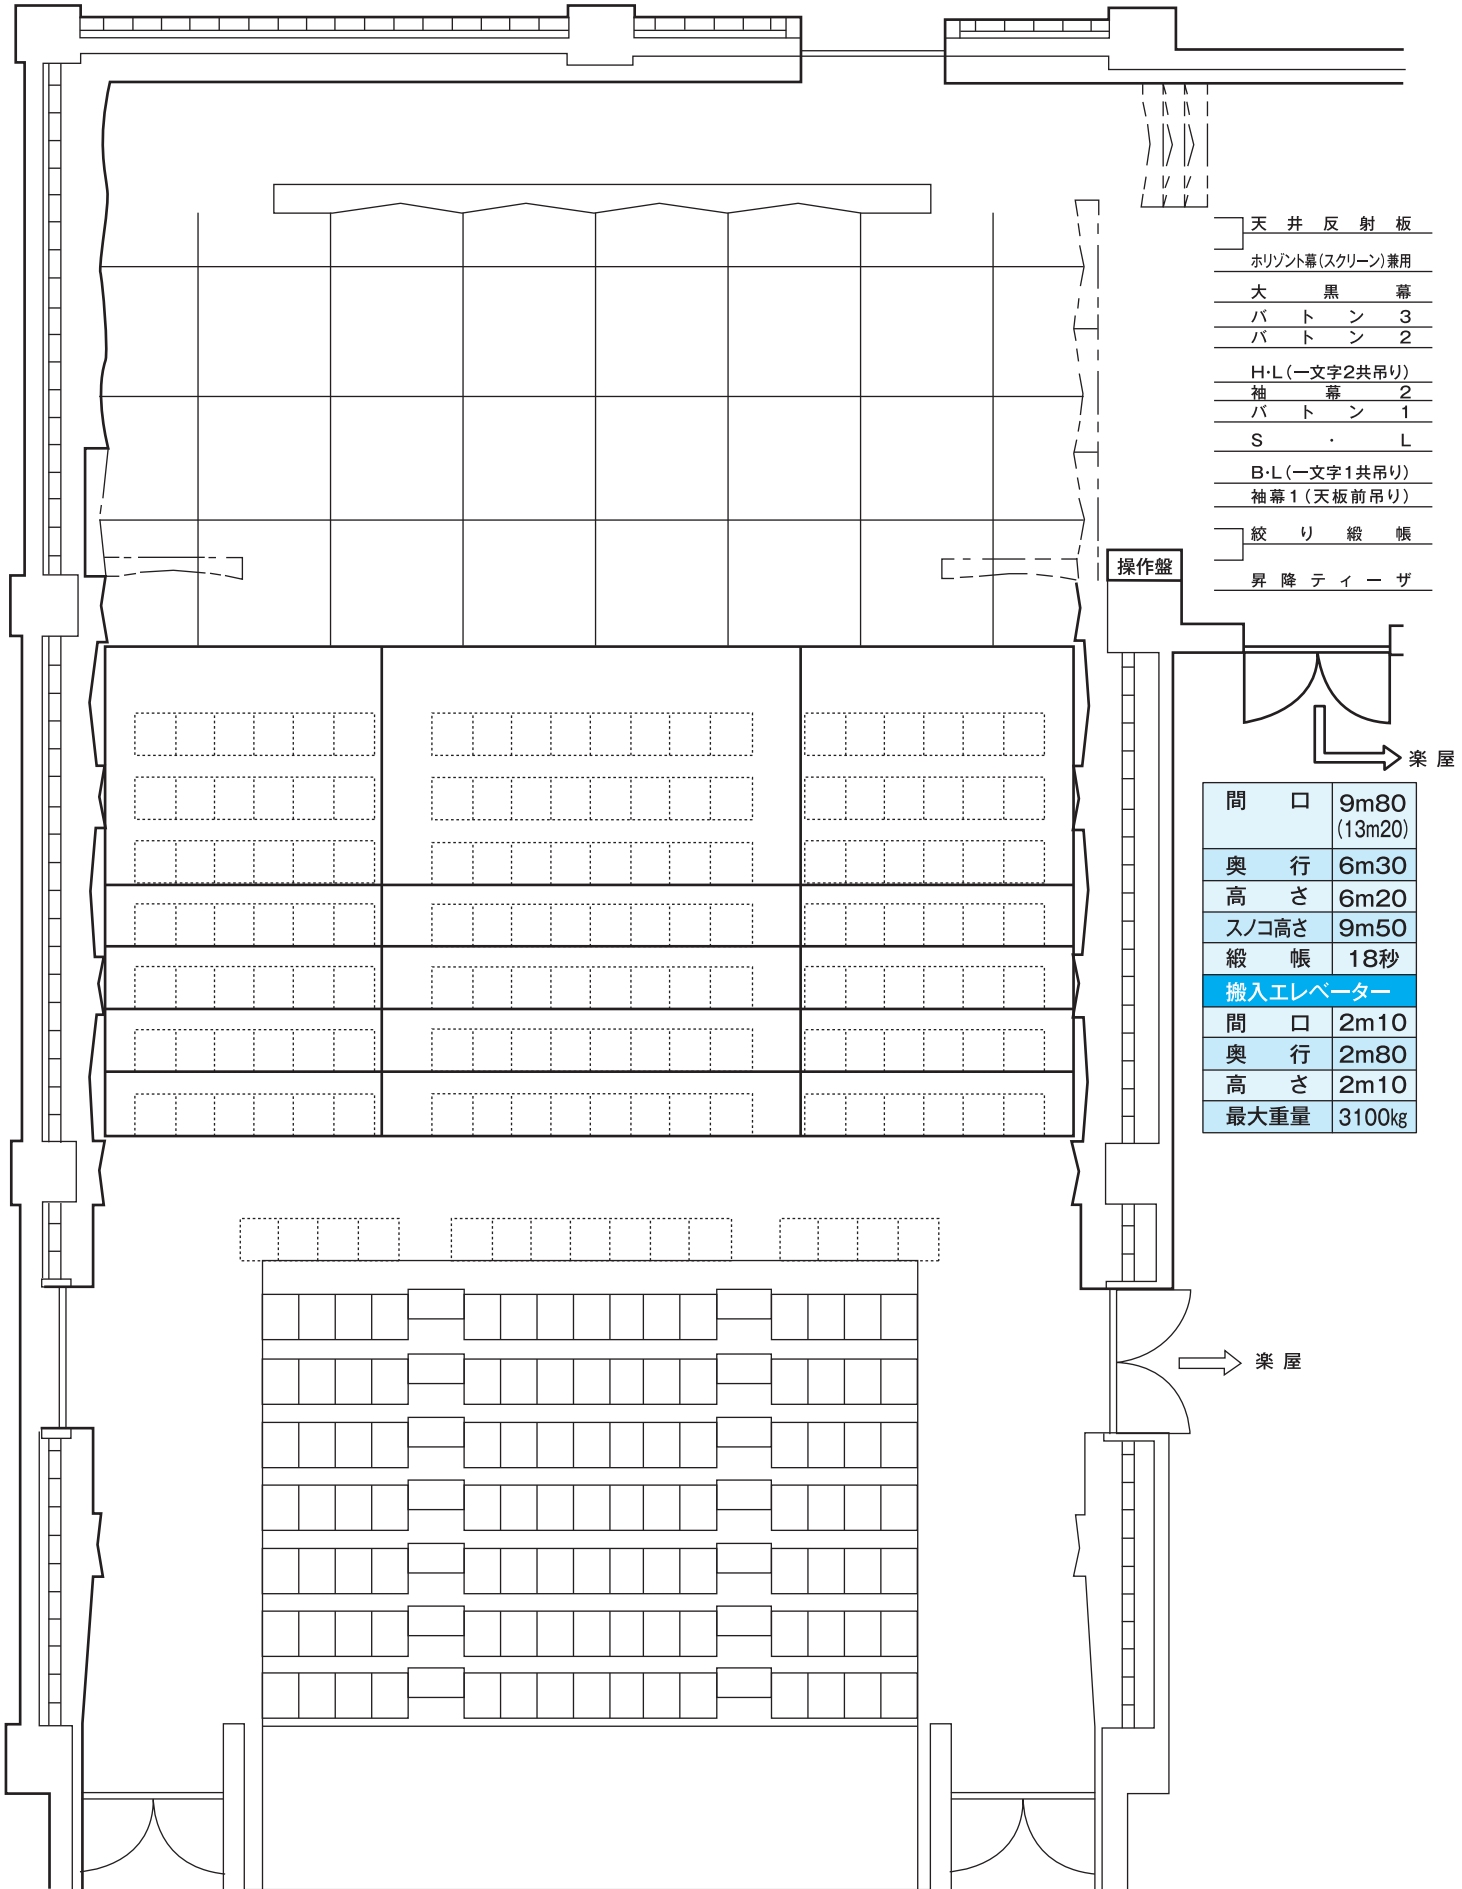 天井反射板
ホリゾント幕(スクリーン)兼用
大黒幕
バトン3
バトン2
H・L(一文字2共吊り)
袖幕2
バトン1
S・L
B・L(一文字1共吊り)
袖幕1(天板前吊り)
絞り緞帳
昇降ティーザ
操作盤
楽屋
間口 9m80
(13m20)
奥行 6m30
高さ 6m20
スノコ高さ 9m50
緞帳 18秒
搬入エレベーター
間口 2m10
奥行 2m80
高さ 2m10
最大重量 3100kg
楽屋